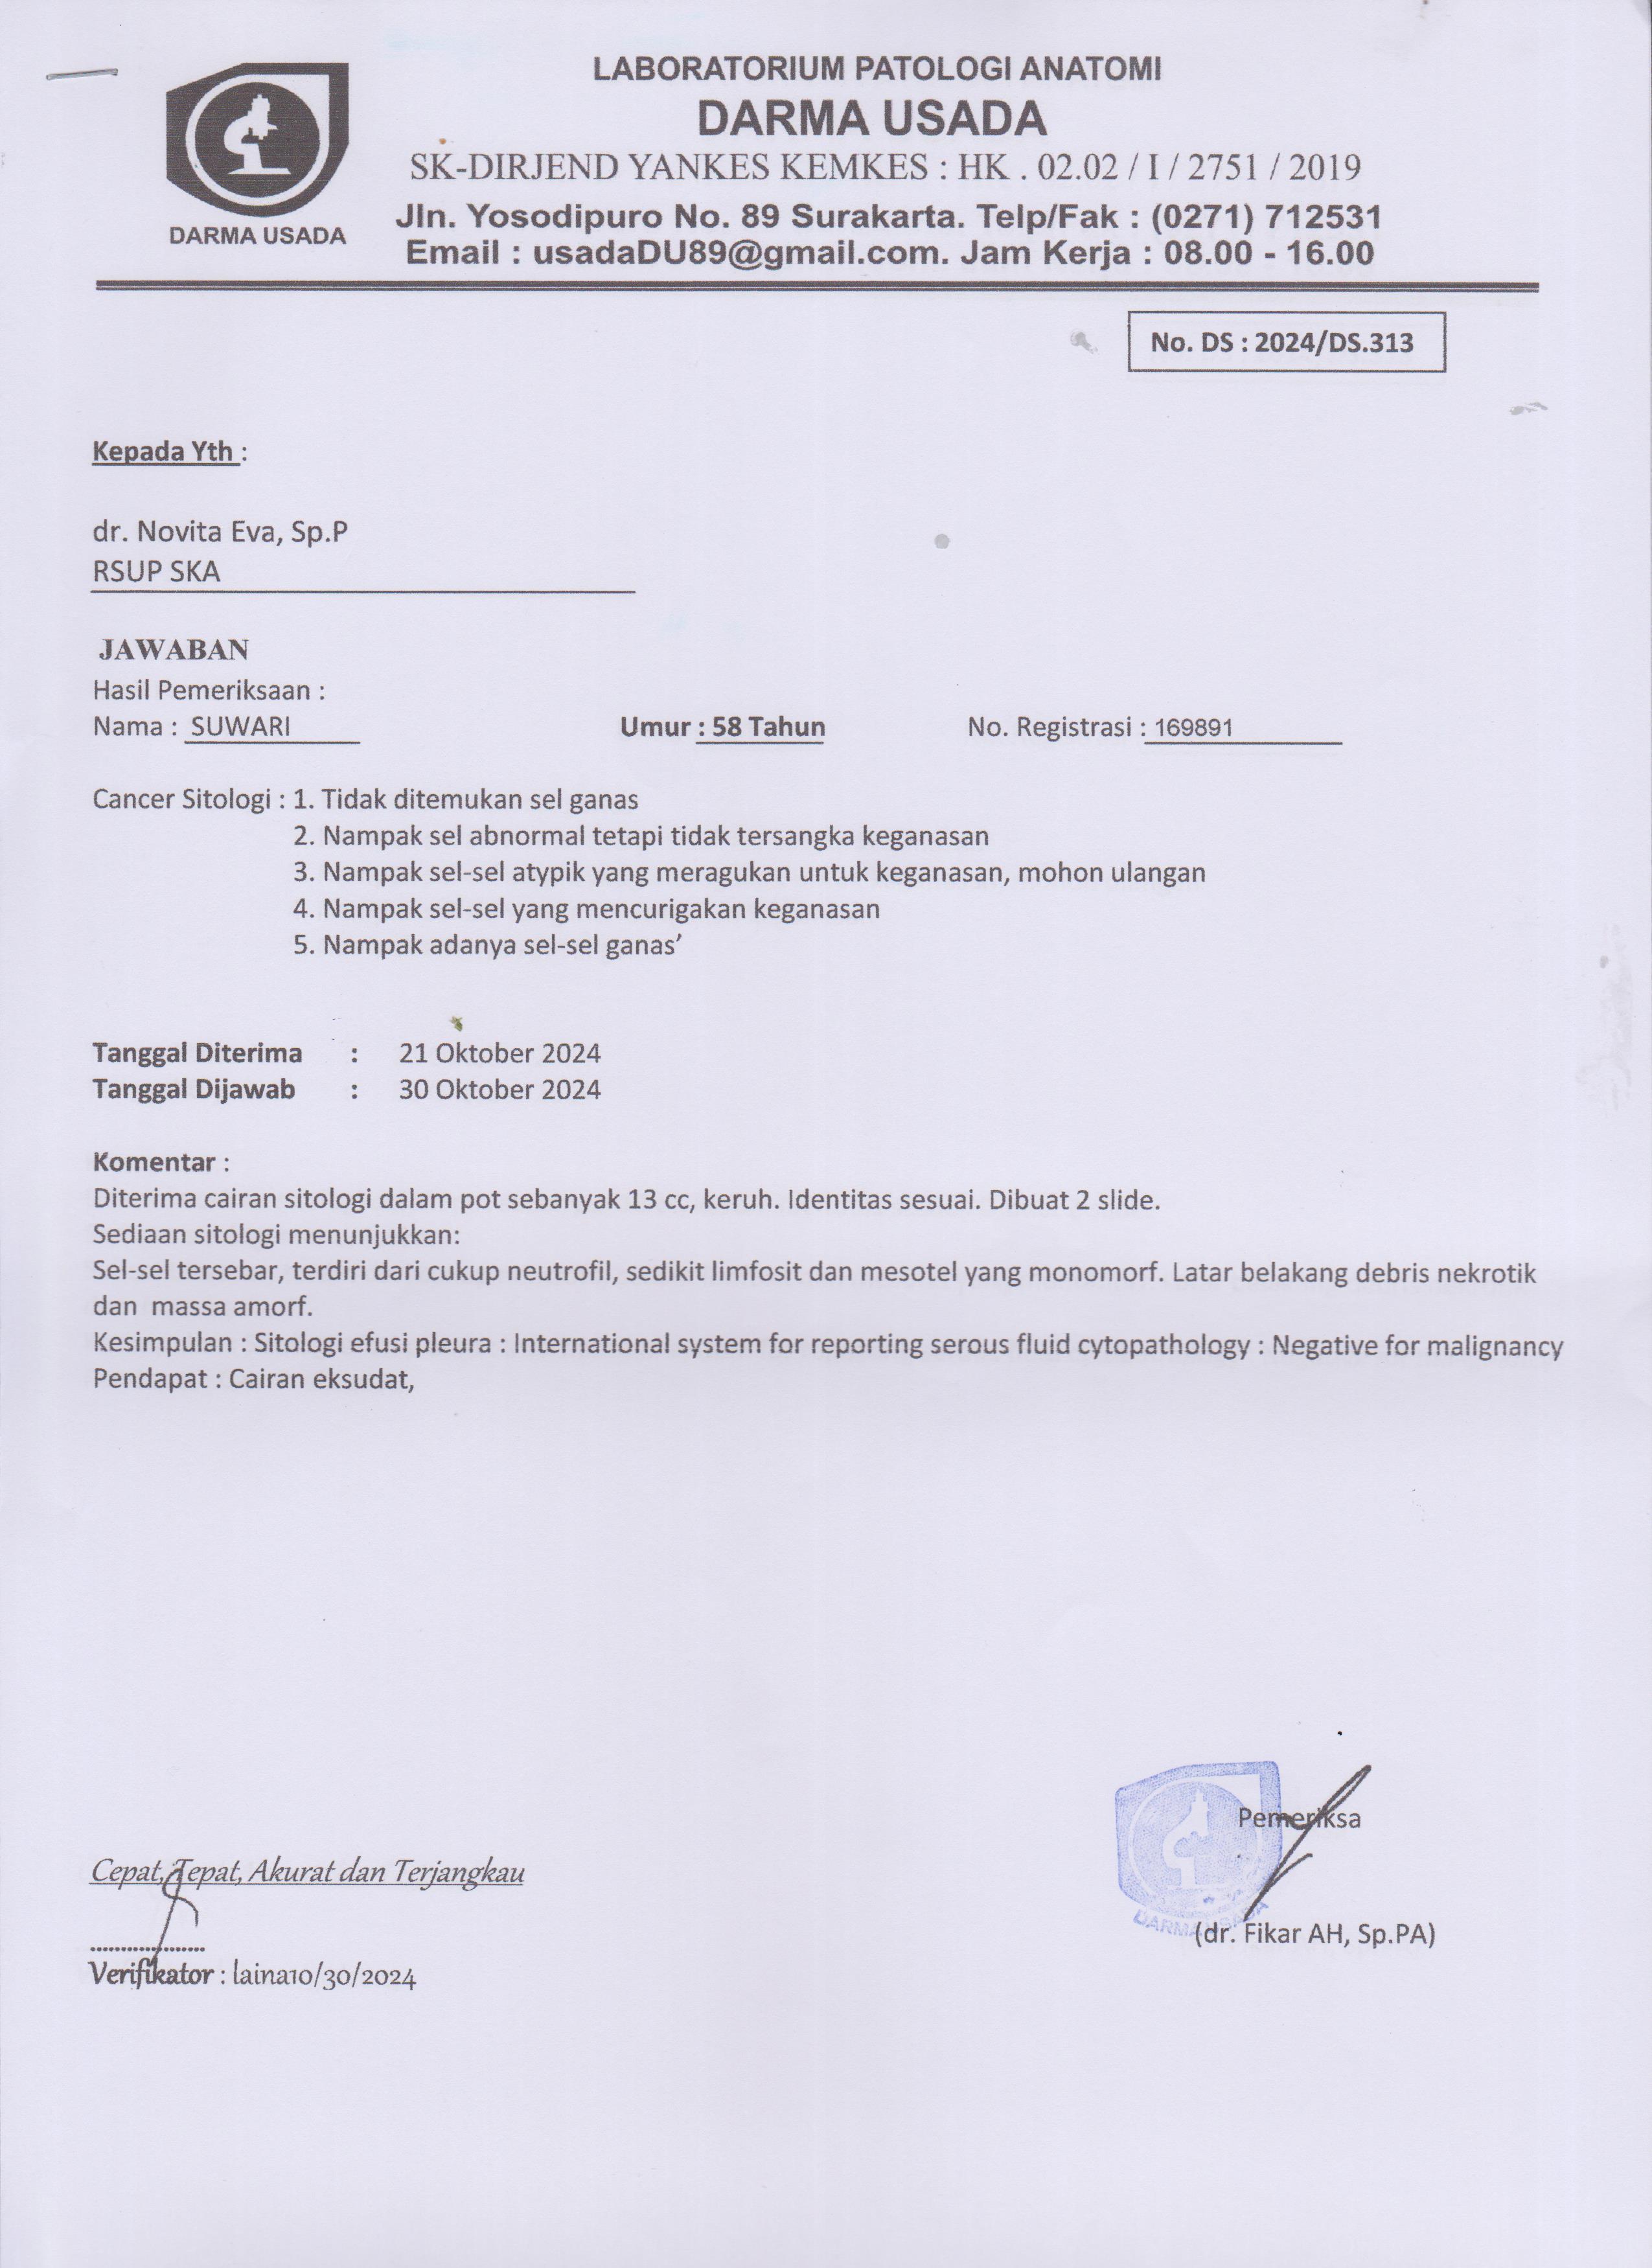 LABORATORIUM PATOLOGI ANATOMI
DARMA USADA
SK-DIRJEND YANKES KEMKES : HK . 02.02 / I / 2751 / 2019
DARMA USADA
Jln. Yosodipuro No. 89 Surakarta. Telp/Fak : (0271) 712531
Email : usadaDU89@gmail.com. Jam Kerja : 08.00 - 16.00
No. DS : 2024/DS.313
Kepada Yth :
dr. Novita Eva, Sp.P
RSUP SKA
JAWABAN
Hasil Pemeriksaan :
Nama : SUWARI Umur : 58 Tahun No. Registrasi : 169891
Cancer Sitologi : 1. Tidak ditemukan sel ganas
2. Nampak sel abnormal tetapi tidak tersangka keganasan
3. Nampak sel-sel atypik yang meragukan untuk keganasan, mohon ulangan
4. Nampak sel-sel yang mencurigakan keganasan
5. Nampak adanya sel-sel ganas’
Tanggal Diterima : 21 Oktober 2024
Tanggal Dijawab : 30 Oktober 2024
Komentar :
Diterima cairan sitologi dalam pot sebanyak 13 cc, keruh. Identitas sesuai. Dibuat 2 slide.
Sediaan sitologi menunjukkan:
Sel-sel tersebar, terdiri dari cukup neutrofil, sedikit limfosit dan mesotel yang monomorf. Latar belakang debris nekrotik
dan massa amorf.
Kesimpulan : Sitologi efusi pleura : International system for reporting serous fluid cytopathology : Negative for malignancy
Pendapat : Cairan eksudat,
Pemeriksa
Cepat, Tepat, Akurat dan Terjangkau
DARMA USADA
(dr. Fikar AH, Sp.PA)
....................
Verifikator : laina10/30/2024